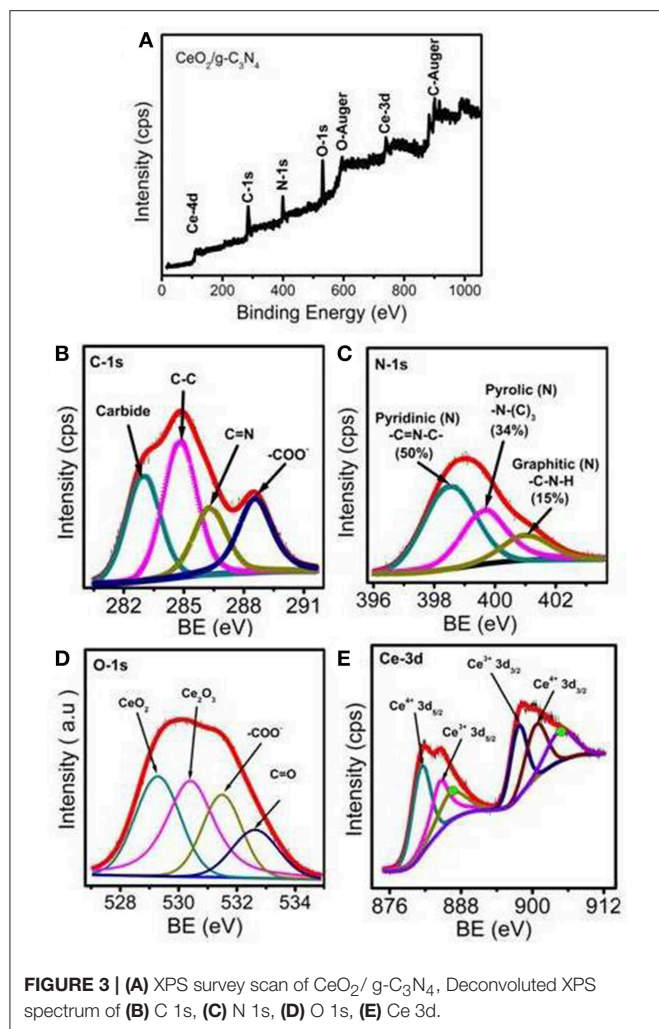 A
CeO₂/g-C₃N₄
Intensity (cps)
Ce-4d
C-1s
N-1s
O-1s
O-Auger
Ce-3d
C-Auger
0 200 400 600 800 1000
Binding Energy (eV)
B
C-1s
Intensity (cps)
Carbide
C-C
C=N
-COO⁻
282 285 288 291
BE (eV)
C
N-1s
Intensity (cps)
Pyridinic (N)
-C=N-C-
(50%)
Pyrolic (N)
-N-(C)₃
(34%)
Graphitic (N)
-C-N-H
(15%)
396 398 400 402
BE (eV)
D
O-1s
Intensity ( a.u )
CeO₂
Ce₂O₃
-COO⁻
C=O
528 530 532 534
BE (eV)
E
Ce-3d
Intensity (cps)
Ce⁴⁺ 3d₅/₂
Ce³⁺ 3d₅/₂
Ce³⁺ 3d₃/₂
Ce⁴⁺ 3d₃/₂
876 888 900 912
BE (eV)
FIGURE 3 | (A) XPS survey scan of CeO₂/ g-C₃N₄, Deconvoluted XPS
spectrum of (B) C 1s, (C) N 1s, (D) O 1s, (E) Ce 3d.